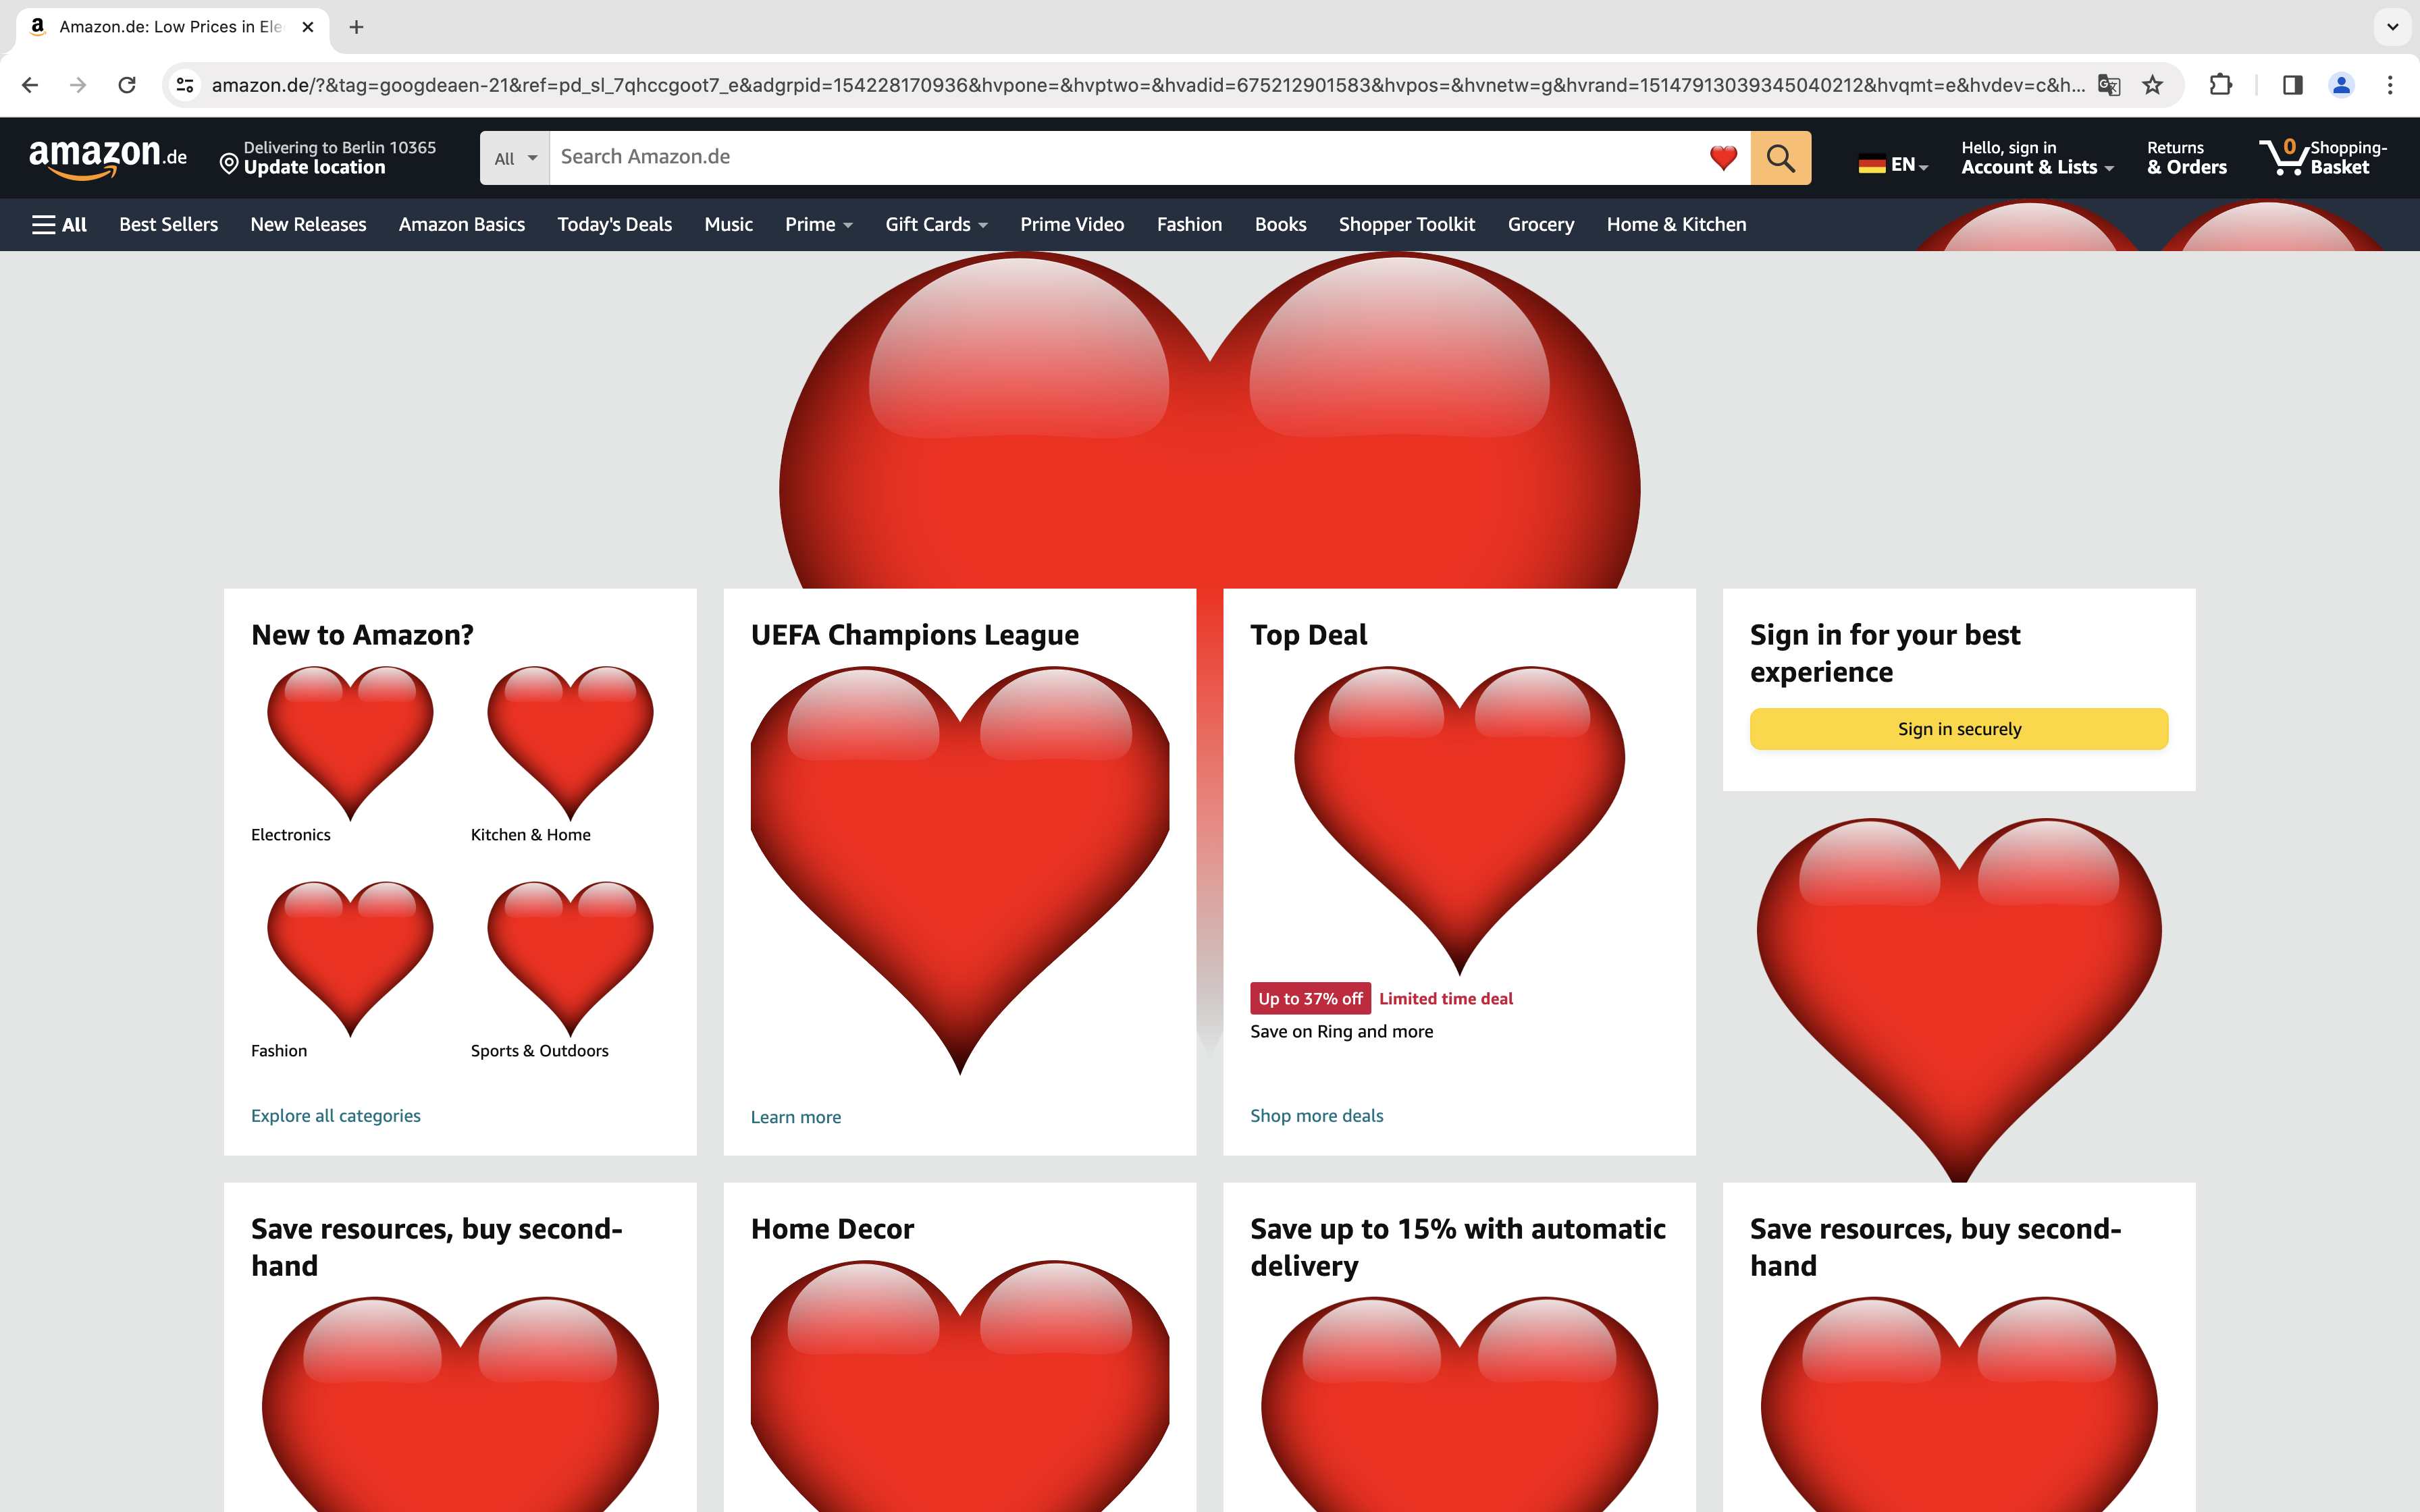 Amazon.de: Low Prices in Ele
amazon.de/?&tag=googdeaen-21&ref=pd_sl_7qhccgoot7_e&adgrpid=154228170936&hvpone=&hvptwo=&hvadid=675212901583&hvpos=&hvnetw=g&hvrand=15147913039345040212&hvqmt=e&hvdev=c&h...
amazon.de
Delivering to Berlin 10365
Update location
All
Search Amazon.de
EN
Hello, sign in
Account & Lists
Returns
& Orders
0
Shopping-
Basket
All Best Sellers New Releases Amazon Basics Today's Deals Music Prime Gift Cards Prime Video Fashion Books Shopper Toolkit Grocery Home & Kitchen
New to Amazon?
Electronics
Kitchen & Home
Fashion
Sports & Outdoors
Explore all categories
UEFA Champions League
Learn more
Top Deal
Up to 37% off Limited time deal
Save on Ring and more
Shop more deals
Sign in for your best
experience
Sign in securely
Save resources, buy second-
hand
Home Decor
Save up to 15% with automatic
delivery
Save resources, buy second-
hand